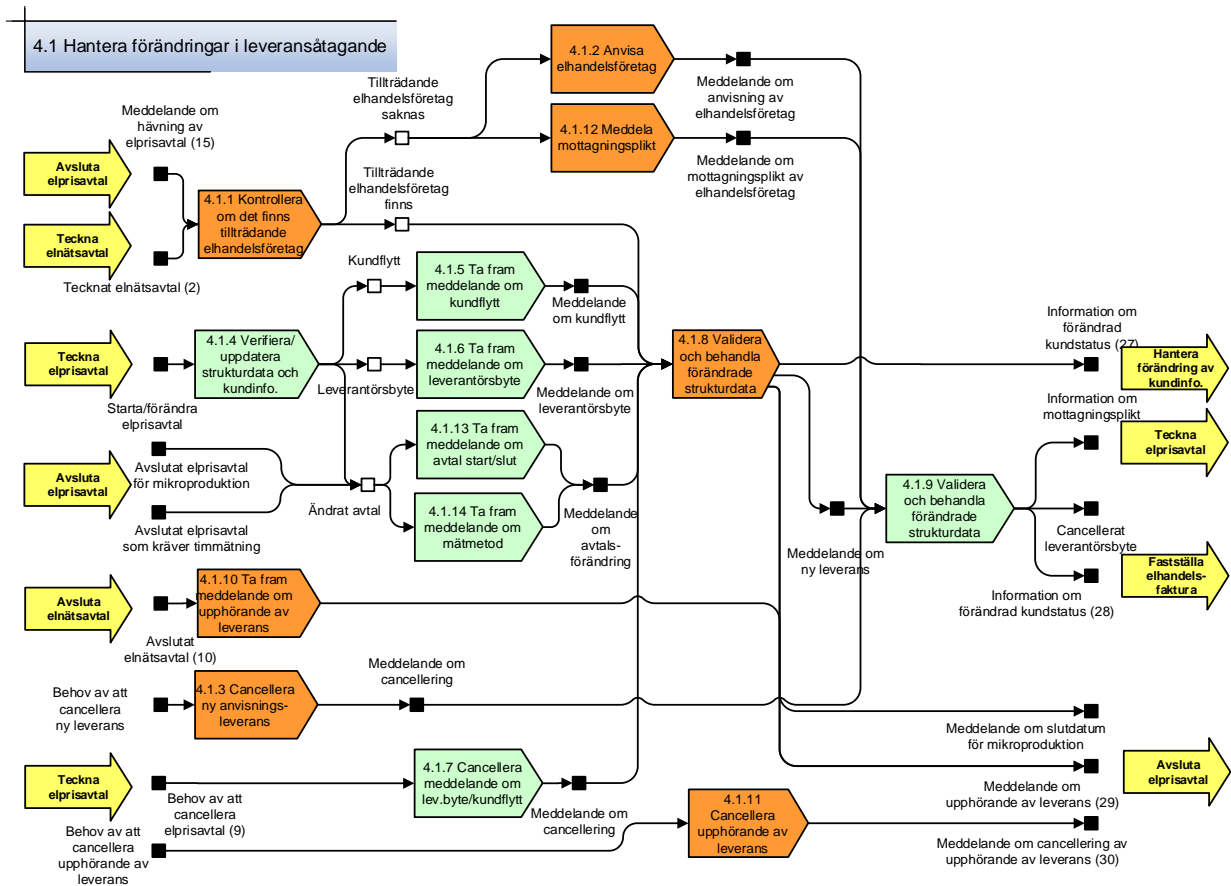 4.1 Hantera förändringar i leveransåtagande
4.1.2 Anvisa
elhandelsföretag
Meddelande om
anvisning av
elhandelsföretag
Tillträdande
elhandelsföretag
saknas
4.1.12 Meddela
mottagningsplikt
Meddelande om
mottagningsplikt av
elhandelsföretag
Meddelande om
hävning av
elprisavtal (15)
Avsluta
elprisavtal
4.1.1 Kontrollera
om det finns
tillträdande
elhandelsföretag
Tillträdande
elhandelsföretag
finns
Teckna
elnätsavtal
Tecknat elnätsavtal (2)
Kundflytt
4.1.5 Ta fram
meddelande om
kundflytt
Meddelande
om kundflytt
Teckna
elprisavtal
Starta/förändra
elprisavtal
4.1.4 Verifiera/
uppdatera
strukturdata och
kundinfo.
Leverantörsbyte
4.1.6 Ta fram
meddelande om
leverantörsbyte
Meddelande om
leverantörsbyte
4.1.8 Validera
och behandla
förändrade
strukturdata
Information om
förändrad
kundstatus (27)
Hantera
förändring av
kundinfo.
Avsluta
elprisavtal
Avslutat elprisavtal
för mikroproduktion
Avslutat elprisavtal
som kräver timmätning
Ändrat avtal
4.1.13 Ta fram
meddelande om
avtal start/slut
4.1.14 Ta fram
meddelande om
mätmetod
Meddelande
om
avtals-
förändring
Meddelande om
ny leverans
4.1.9 Validera
och behandla
förändrade
strukturdata
Information om
mottagningsplikt
Teckna
elprisavtal
Cancellerat
leverantörsbyte
Fastställa
elhandels-
faktura
Information om
förändrad kundstatus (28)
Avsluta
elnätsavtal
Avslutat
elnätsavtal (10)
4.1.10 Ta fram
meddelande om
upphörande av
leverans
Behov av att
cancellera
ny leverans
4.1.3 Cancellera
ny anvisnings-
leverans
Meddelande om
cancellering
Meddelande om slutdatum
för mikroproduktion
Teckna
elprisavtal
Behov av att
cancellera
elprisavtal (9)
4.1.7 Cancellera
meddelande om
lev.byte/kundflytt
Meddelande om
cancellering
Meddelande om
upphörande av leverans (29)
Avsluta
elprisavtal
Behov av att
cancellera
upphörande av
leverans
4.1.11
Cancellera
upphörande av
leverans
Meddelande om cancellering av
upphörande av leverans (30)